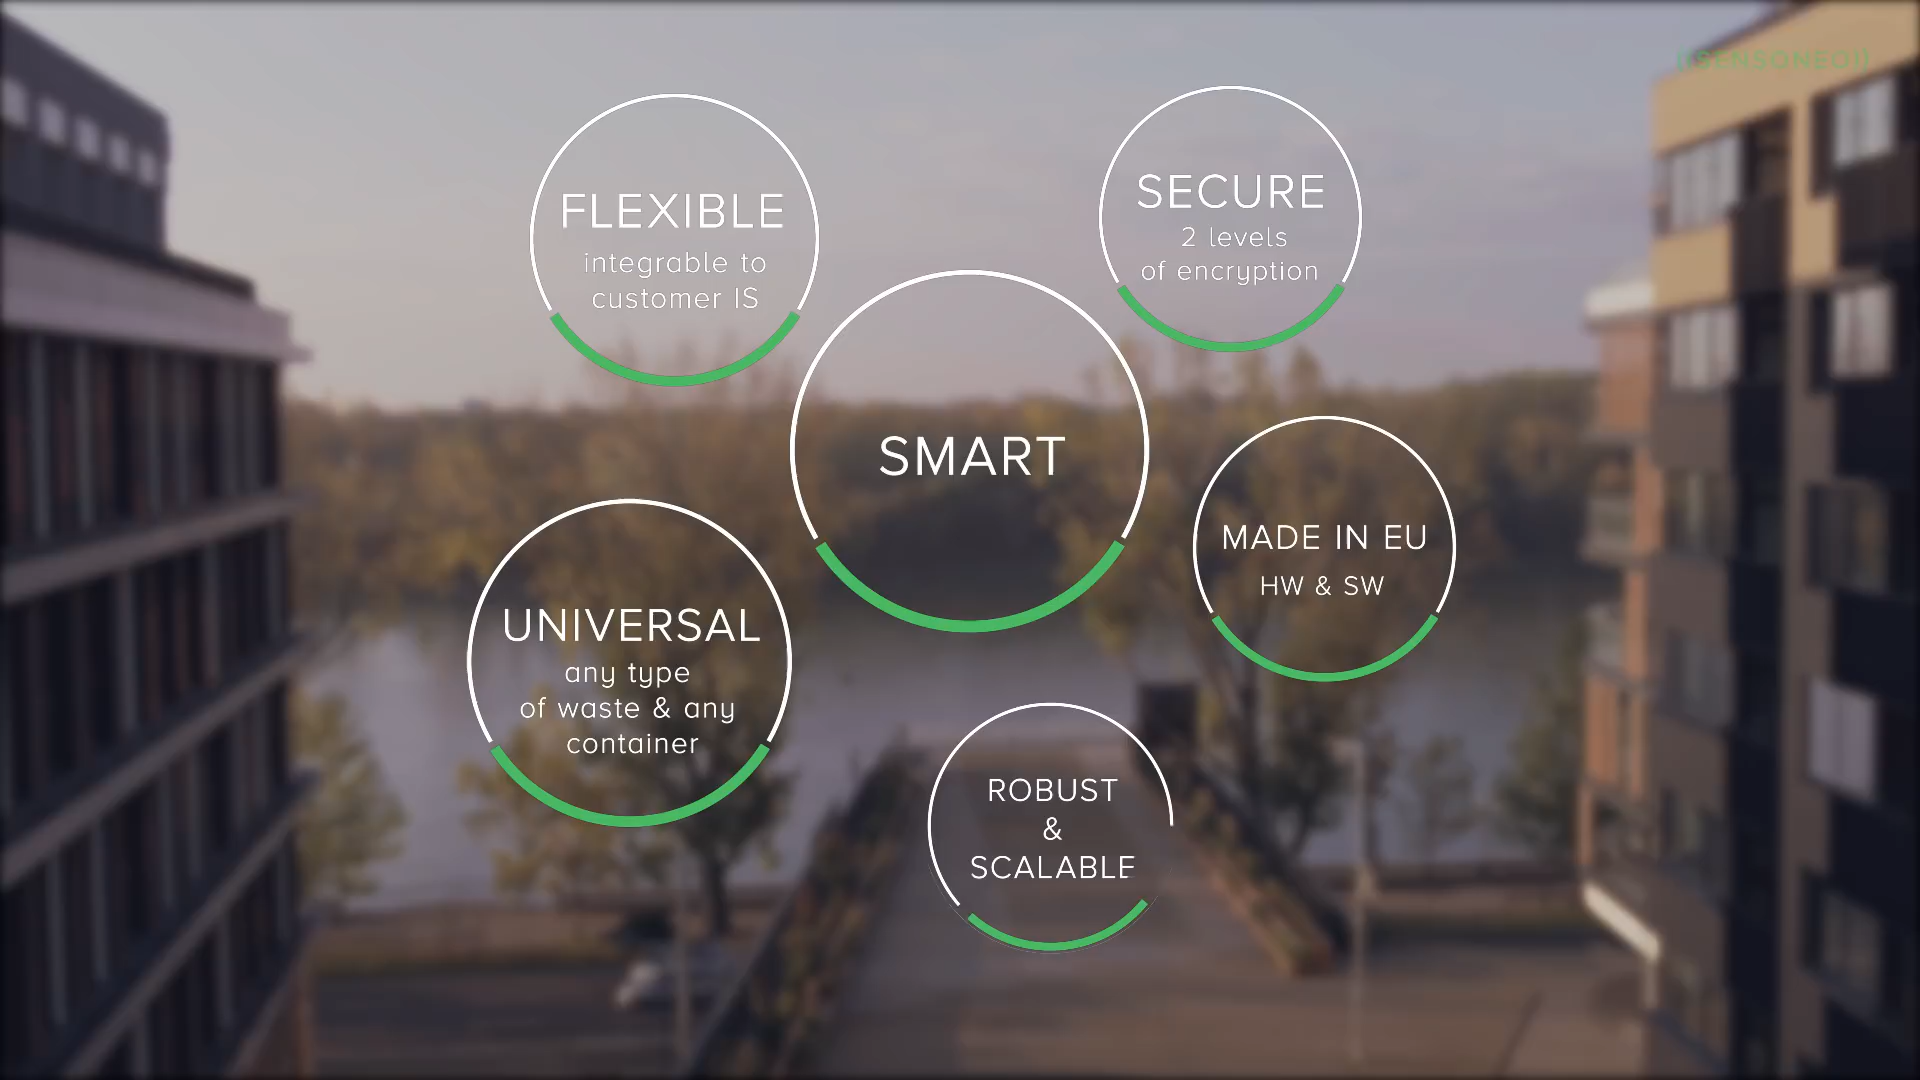 ((SENSONEO))
FLEXIBLE
integrable to
customer IS
SECURE
2 levels
of encryption
SMART
MADE IN EU
HW & SW
UNIVERSAL
any type
of waste & any
container
ROBUST
&
SCALABLE